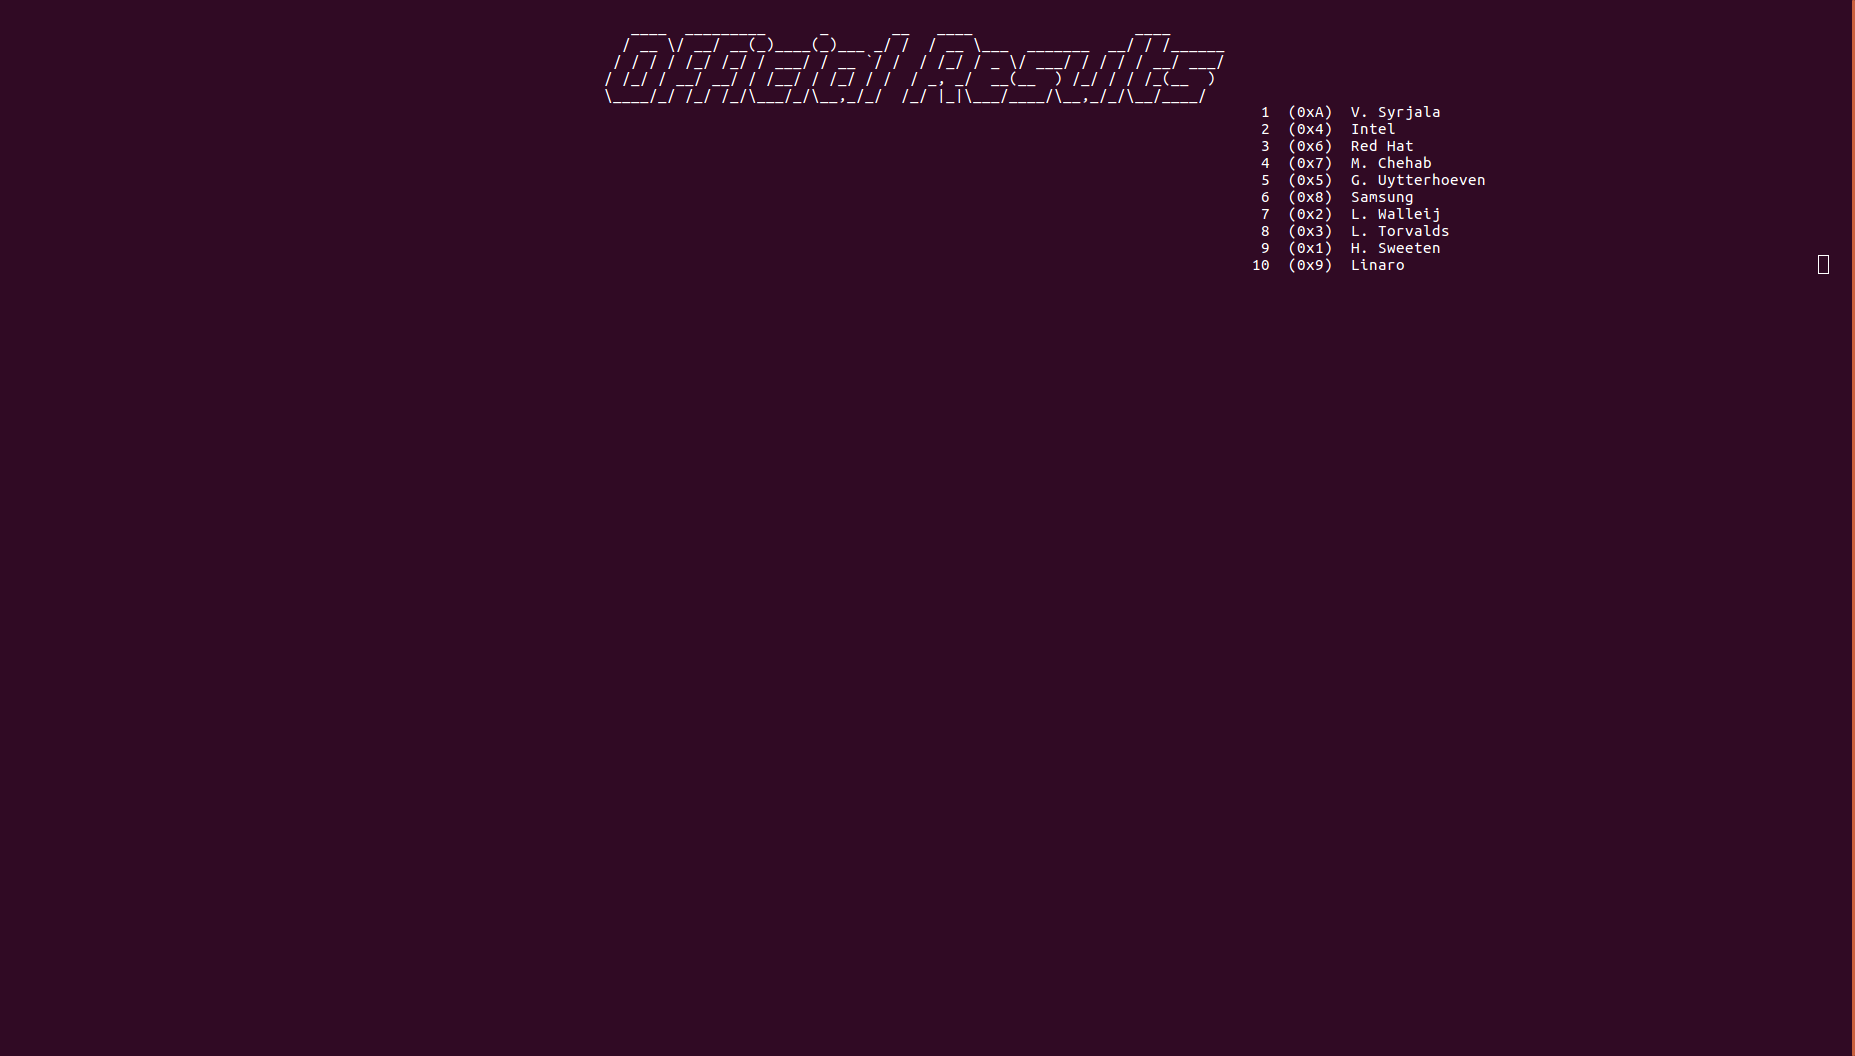 Official Results
1 (0xA) V. Syrjala
2 (0x4) Intel
3 (0x6) Red Hat
4 (0x7) M. Chehab
5 (0x5) G. Uytterhoeven
6 (0x8) Samsung
7 (0x2) L. Walleij
8 (0x3) L. Torvalds
9 (0x1) H. Sweeten
10 (0x9) Linaro